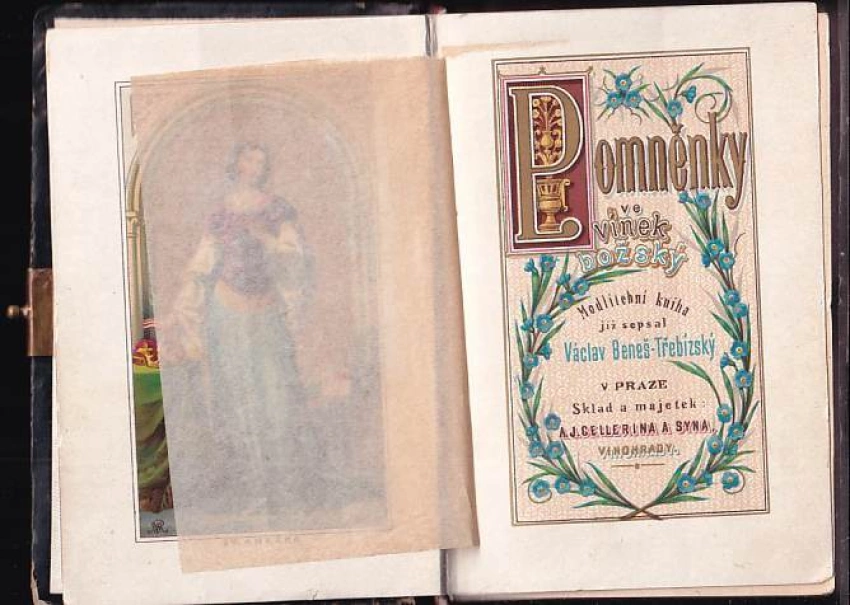 Pomněnky
ve
vínek
božský
Modlitební kniha
již sepsal
Václav Beneš-Třebízský
V PRAZE
Sklad a majetek:
A. J. CELLERINA A SYNA,
VINOHRADY.